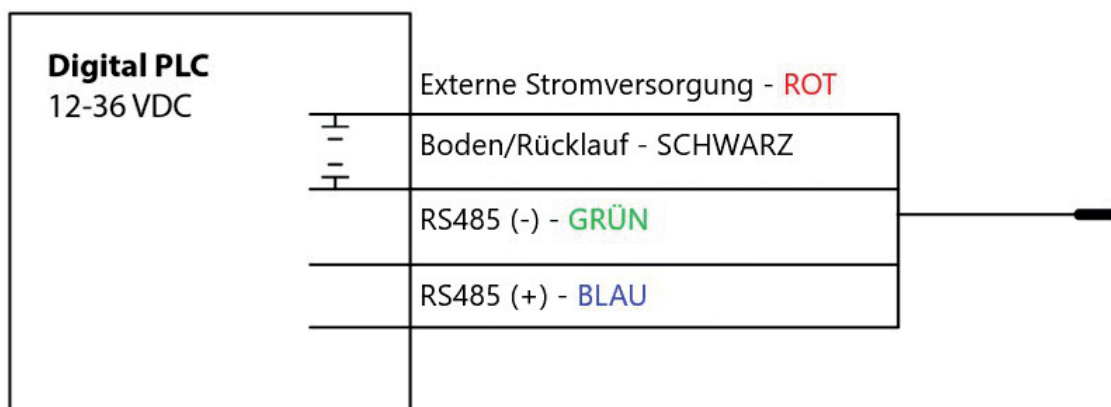 Digital PLC
12-36 VDC
Externe Stromversorgung - ROT
Boden/Rücklauf - SCHWARZ
RS485 (-) - GRÜN
RS485 (+) - BLAU